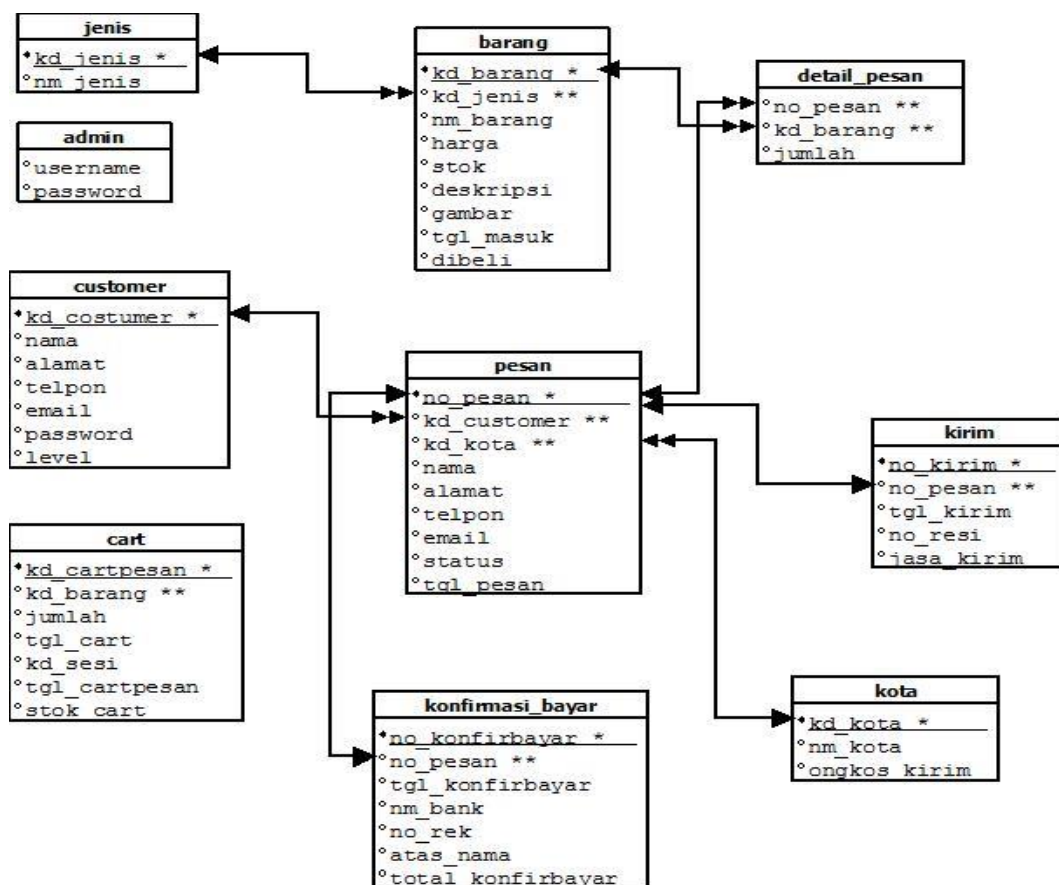 jenis
kd_jenis *
nm_jenis
admin
username
password
barang
kd_barang *
kd_jenis **
nm_barang
harga
stok
deskripsi
gambar
tgl_masuk
dibeli
detail_pesan
no_pesan **
kd_barang **
jumlah
customer
kd_costumer *
nama
alamat
telpon
email
password
level
pesan
no_pesan *
kd_customer **
kd_kota **
nama
alamat
telpon
email
status
tgl_pesan
kirim
no_kirim *
no_pesan **
tgl_kirim
no_resi
jasa_kirim
cart
kd_cartpesan *
kd_barang **
jumlah
tgl_cart
kd_sesi
tgl_cartpesan
stok_cart
konfirmasi_bayar
no_konfirbayar *
no_pesan **
tgl_konfirbayar
nm_bank
no_rek
atas_nama
total_konfirbayar
kota
kd_kota *
nm_kota
ongkos_kirim